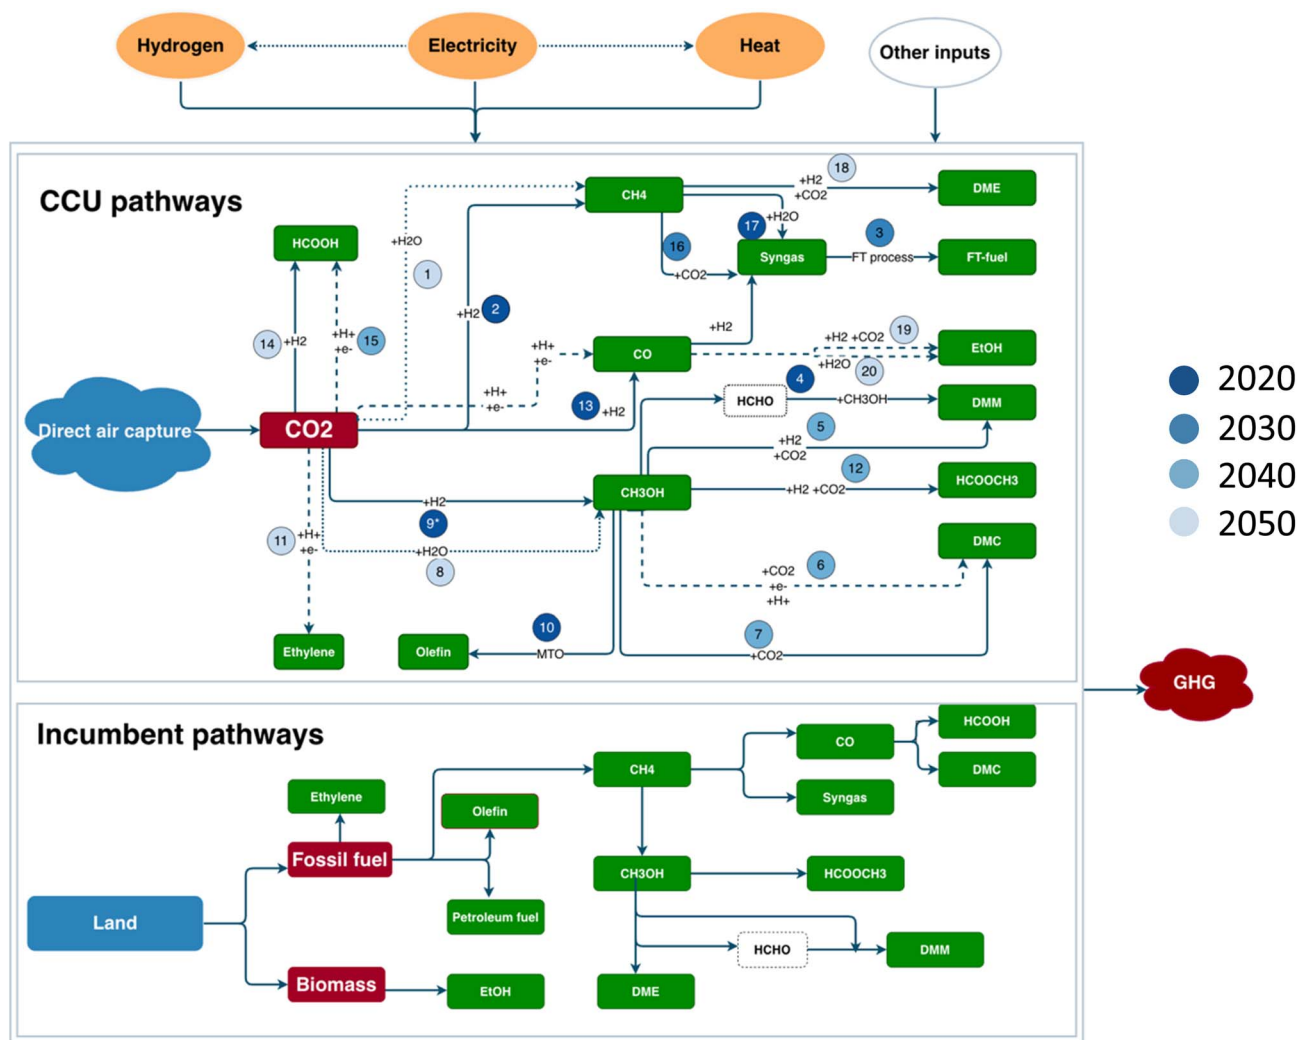 Hydrogen
Electricity
Heat
Other inputs
CCU pathways
18
+H2
+CO2
DME
CH4
+H2O
17
3
HCOOH
+H2O
16
Syngas
FT process
FT-fuel
1
+CO2
2
+H2
+H2
19
14
+H2
+H+
+e-
15
+H+
+e-
CO
+H2 +CO2
EtOH
+H2O
20
4
+H+
+e-
13
+H2
HCHO
+CH3OH
DMM
Direct air capture
CO2
5
+H2
+CO2
12
CH3OH
+H2 +CO2
HCOOCH3
+H2
9*
11
+H+
+e-
+H2O
8
DMC
+CO2
6
+e-
+H+
10
7
Ethylene
Olefin
MTO
+CO2
2020
2030
2040
2050
GHG
Incumbent pathways
HCOOH
CO
CH4
DMC
Ethylene
Syngas
Olefin
Fossil fuel
CH3OH
HCOOCH3
Land
Petroleum fuel
HCHO
DMM
Biomass
EtOH
DME